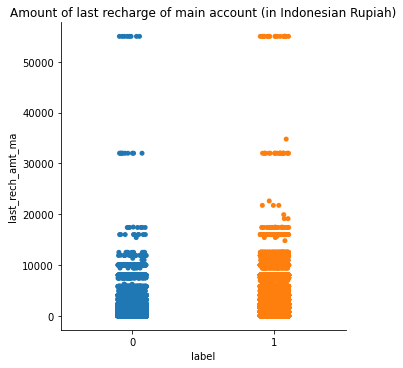 Amount of last recharge of main account (in Indonesian Rupiah)
50000
40000
30000
20000
10000
0
last_rech_amt_ma
0
1
label